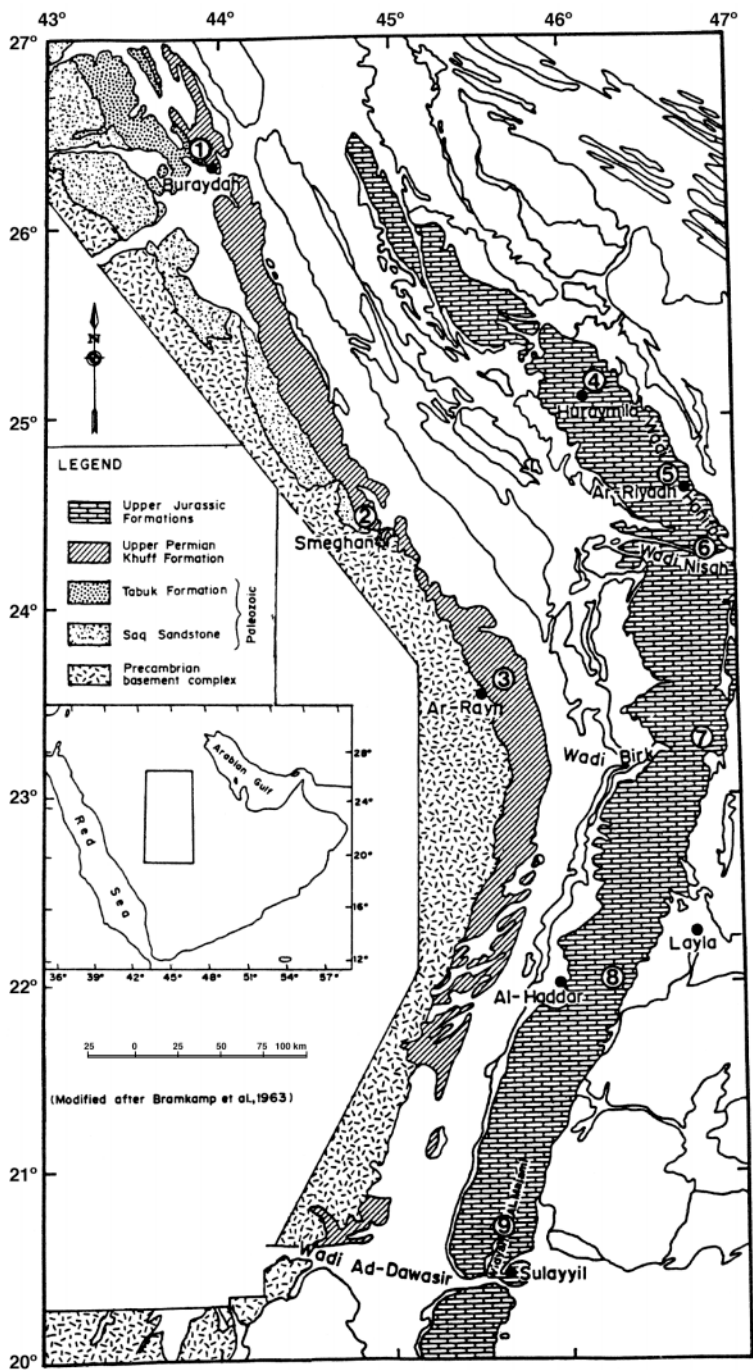 43°
44°
45°
46°
47°
27°
26°
25°
24°
23°
22°
21°
20°
1
Buraydah
N
4
Huraymila
5
Ar-Riyadh
6
Wadi Nisah
2
Smeghan
3
Ar-Rayn
7
Wadi Birk
Layla
8
Al-Haddar
9
Sulayyil
Wadi Ad-Dawasir
LEGEND
Upper Jurassic
Formations
Upper Permian
Khuff Formation
Tabuk Formation
Saq Sandstone
Paleozoic
Precambrian
basement complex
Arabian Gulf
Red Sea
28°
24°
20°
16°
12°
36°
39°
42°
45°
48°
51°
54°
57°
25
0
25
50
75
100 km
(Modified after Bramkamp et al.,1963)